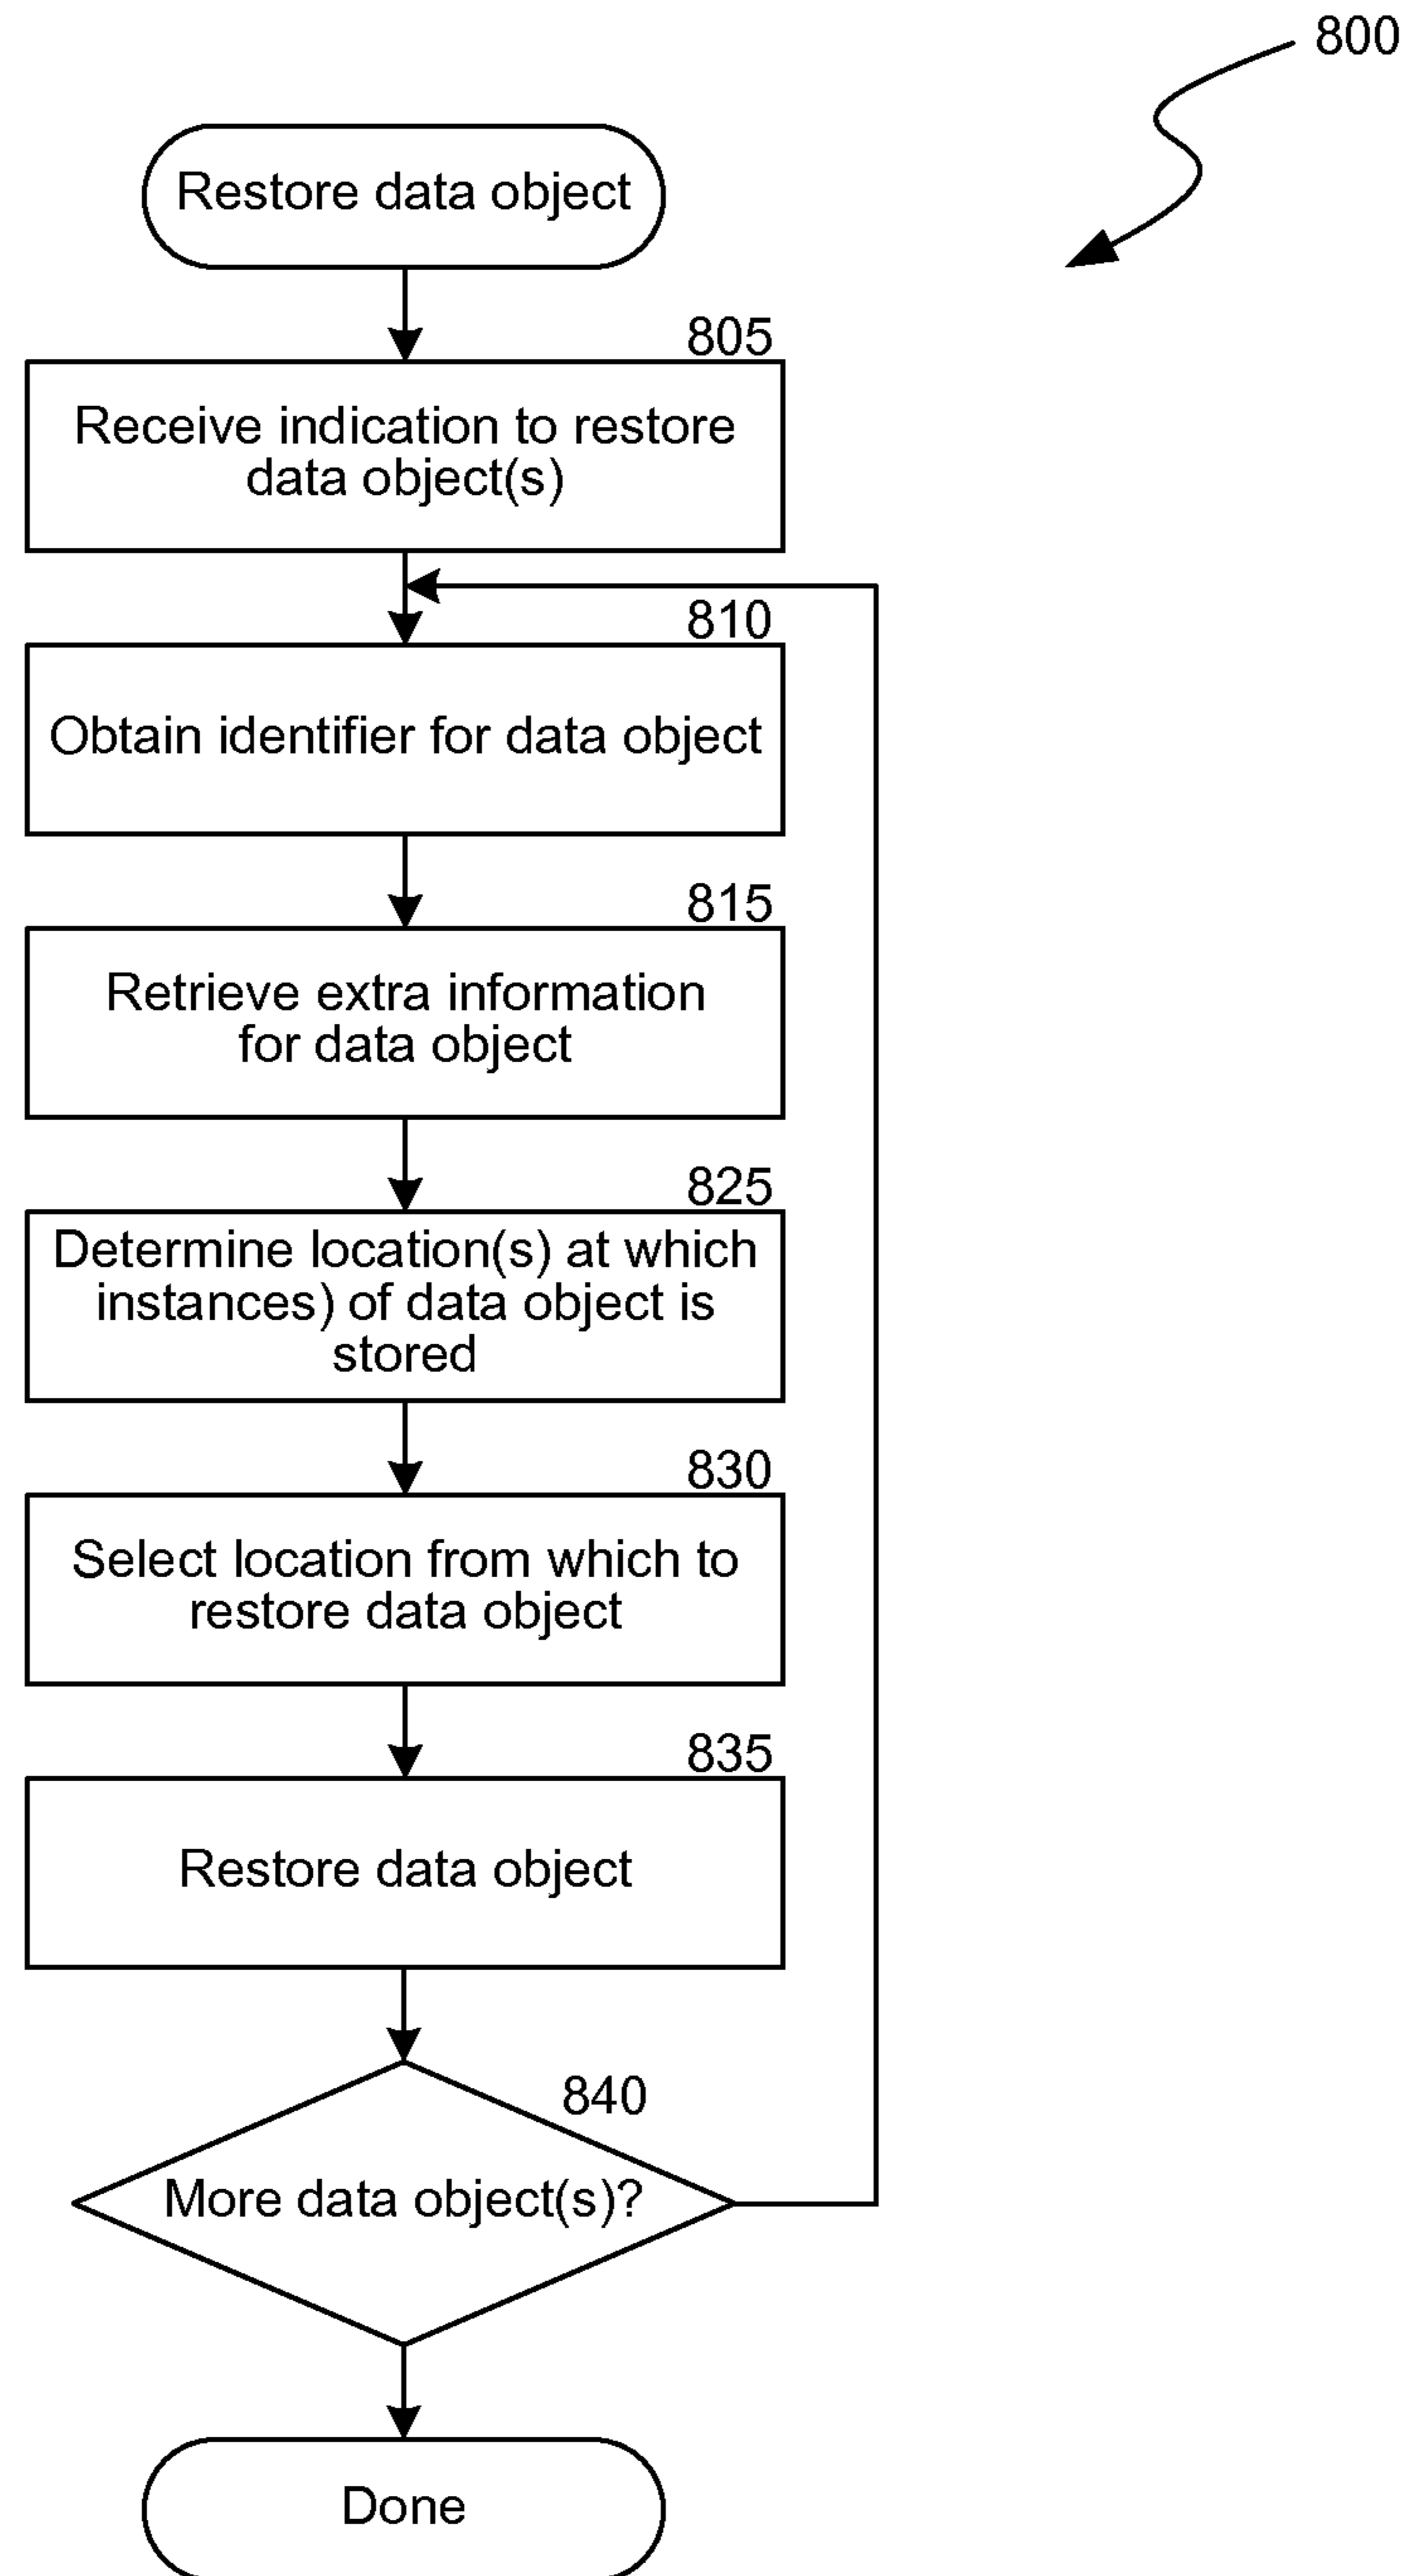 800
Restore data object
805
Receive indication to restore
data object(s)
810
Obtain identifier for data object
815
Retrieve extra information
for data object
825
Determine location(s) at which
instances) of data object is
stored
830
Select location from which to
restore data object
835
Restore data object
840
More data object(s)?
Done